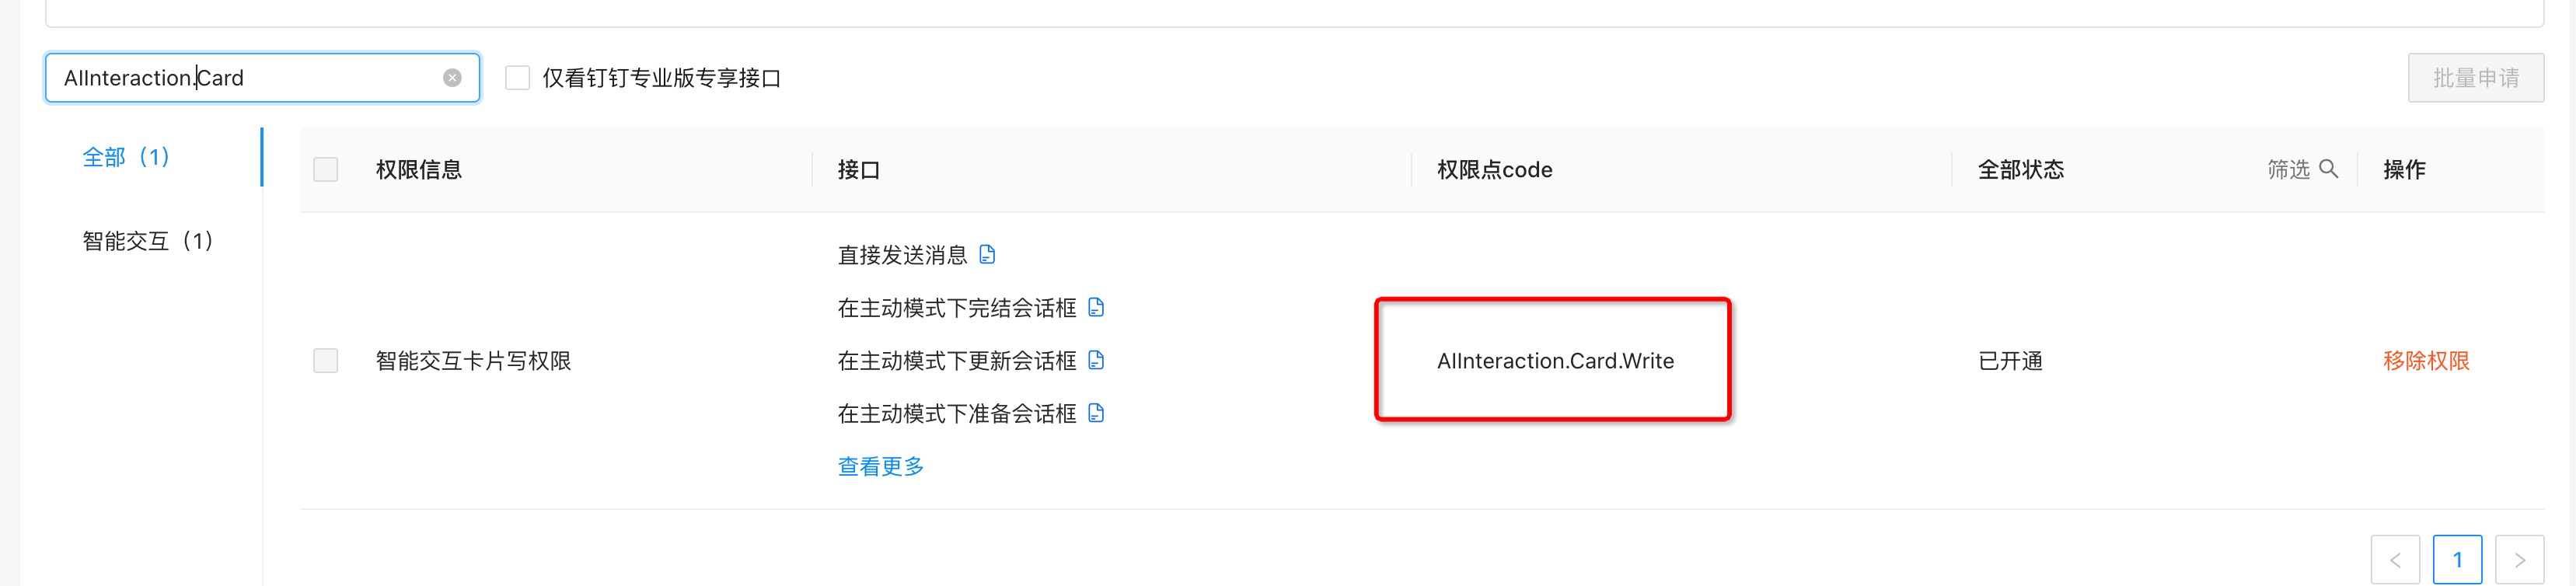 AIInteraction.Card
仅看钉钉专业版专享接口
批量申请
全部（1）
智能交互（1）
权限信息
接口
权限点code
全部状态
筛选
操作
智能交互卡片写权限
直接发送消息
在主动模式下完结会话框
在主动模式下更新会话框
在主动模式下准备会话框
查看更多
AIInteraction.Card.Write
已开通
移除权限
1